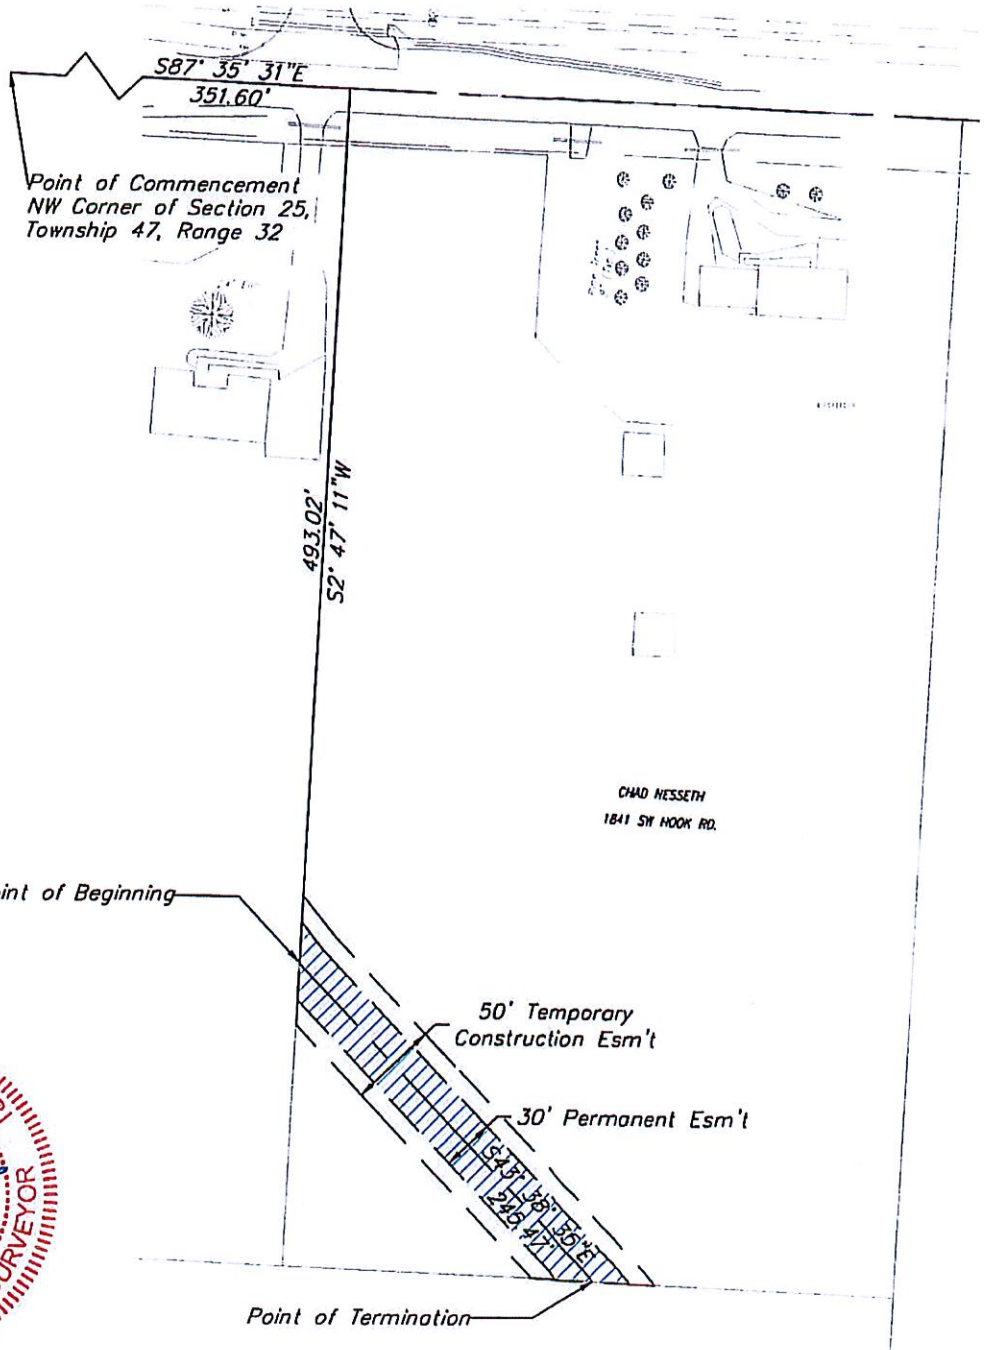 S87° 35' 31"E
351.60'
Point of Commencement
NW Corner of Section 25,
Township 47, Range 32
493.02'
S2° 47' 11"W
CHAD NESSETH
1841 SW HOOK RD.
int of Beginning
50' Temporary
Construction Esm't
30' Permanent Esm't
S43° 38' 36"E
246.47'
Point of Termination
SURVEYOR